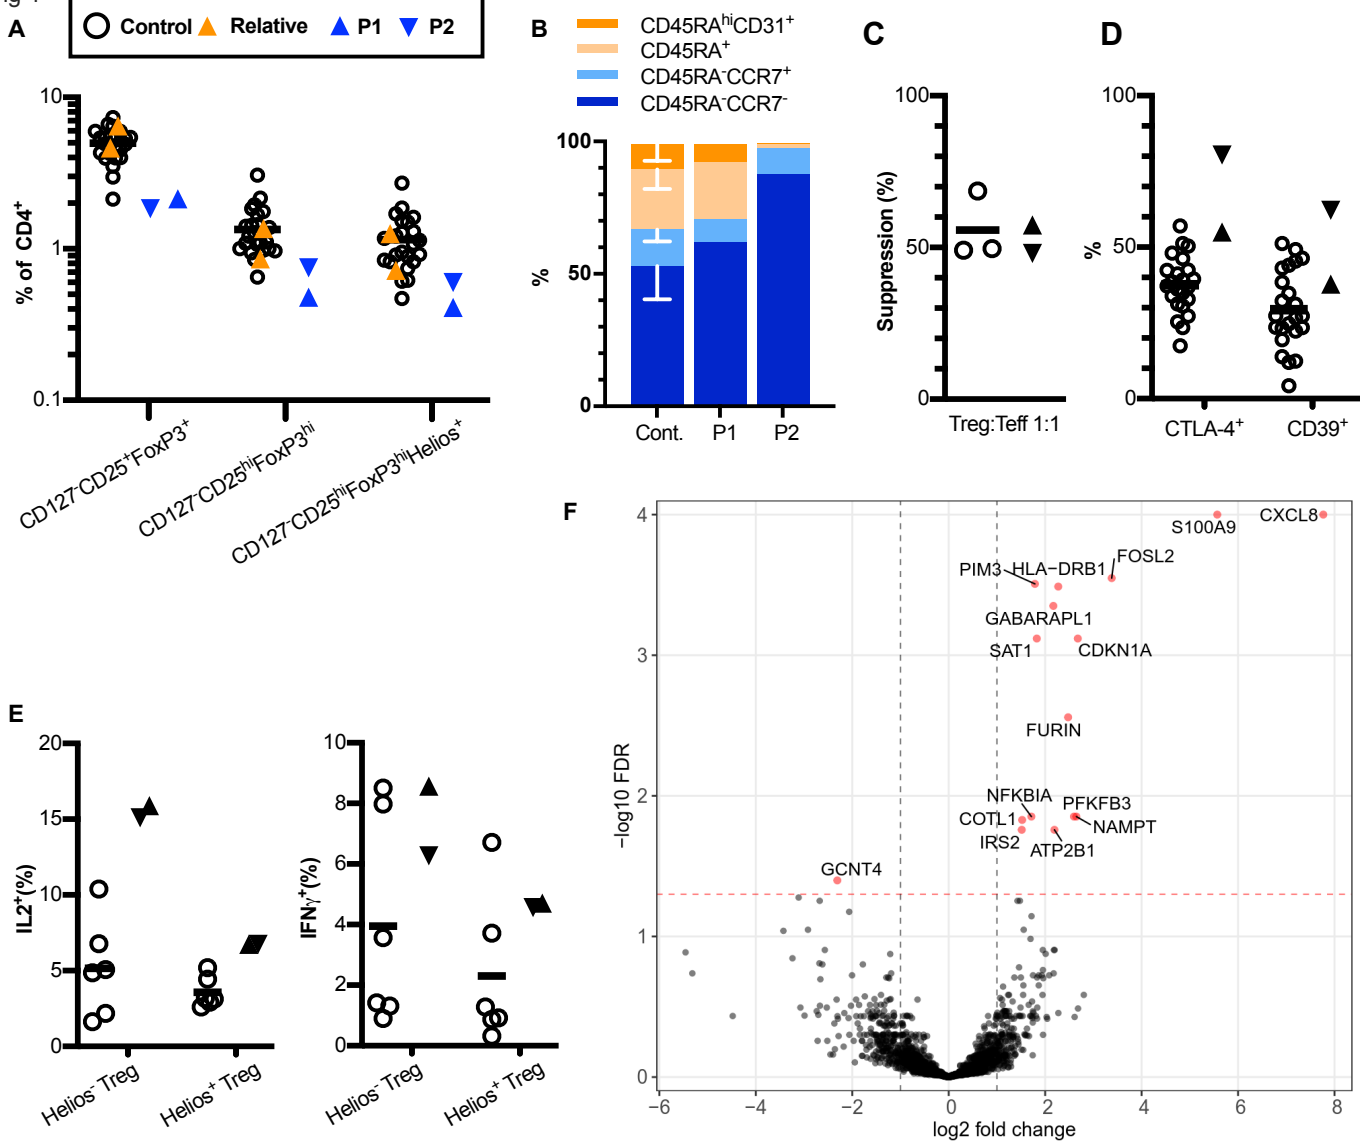 A
Control Relative P1 P2
10
1
0.1
% of CD4+
CD127-CD25+FoxP3+
CD127-CD25hiFoxP3hi
CD127-CD25hiFoxP3hiHelios+
B
CD45RAhiCD31+
CD45RA+
CD45RA-CCR7+
CD45RA-CCR7-
100
50
0
%
Cont. P1 P2
C
100
50
0
Suppression (%)
Treg:Teff 1:1
D
100
50
0
%
CTLA-4+ CD39+
E
20
15
10
5
0
IL2+(%)
Helios- Treg
Helios+ Treg
10
8
6
4
2
0
IFNγ+(%)
Helios- Treg
Helios+ Treg
F
4
3
2
1
0
−log10 FDR
S100A9
CXCL8
FOSL2
PIM3
HLA−DRB1
GABARAPL1
SAT1
CDKN1A
FURIN
NFKBIA
PFKFB3
COTL1
NAMPT
IRS2
ATP2B1
GCNT4
−6 −4 −2 0 2 4 6 8
log2 fold change